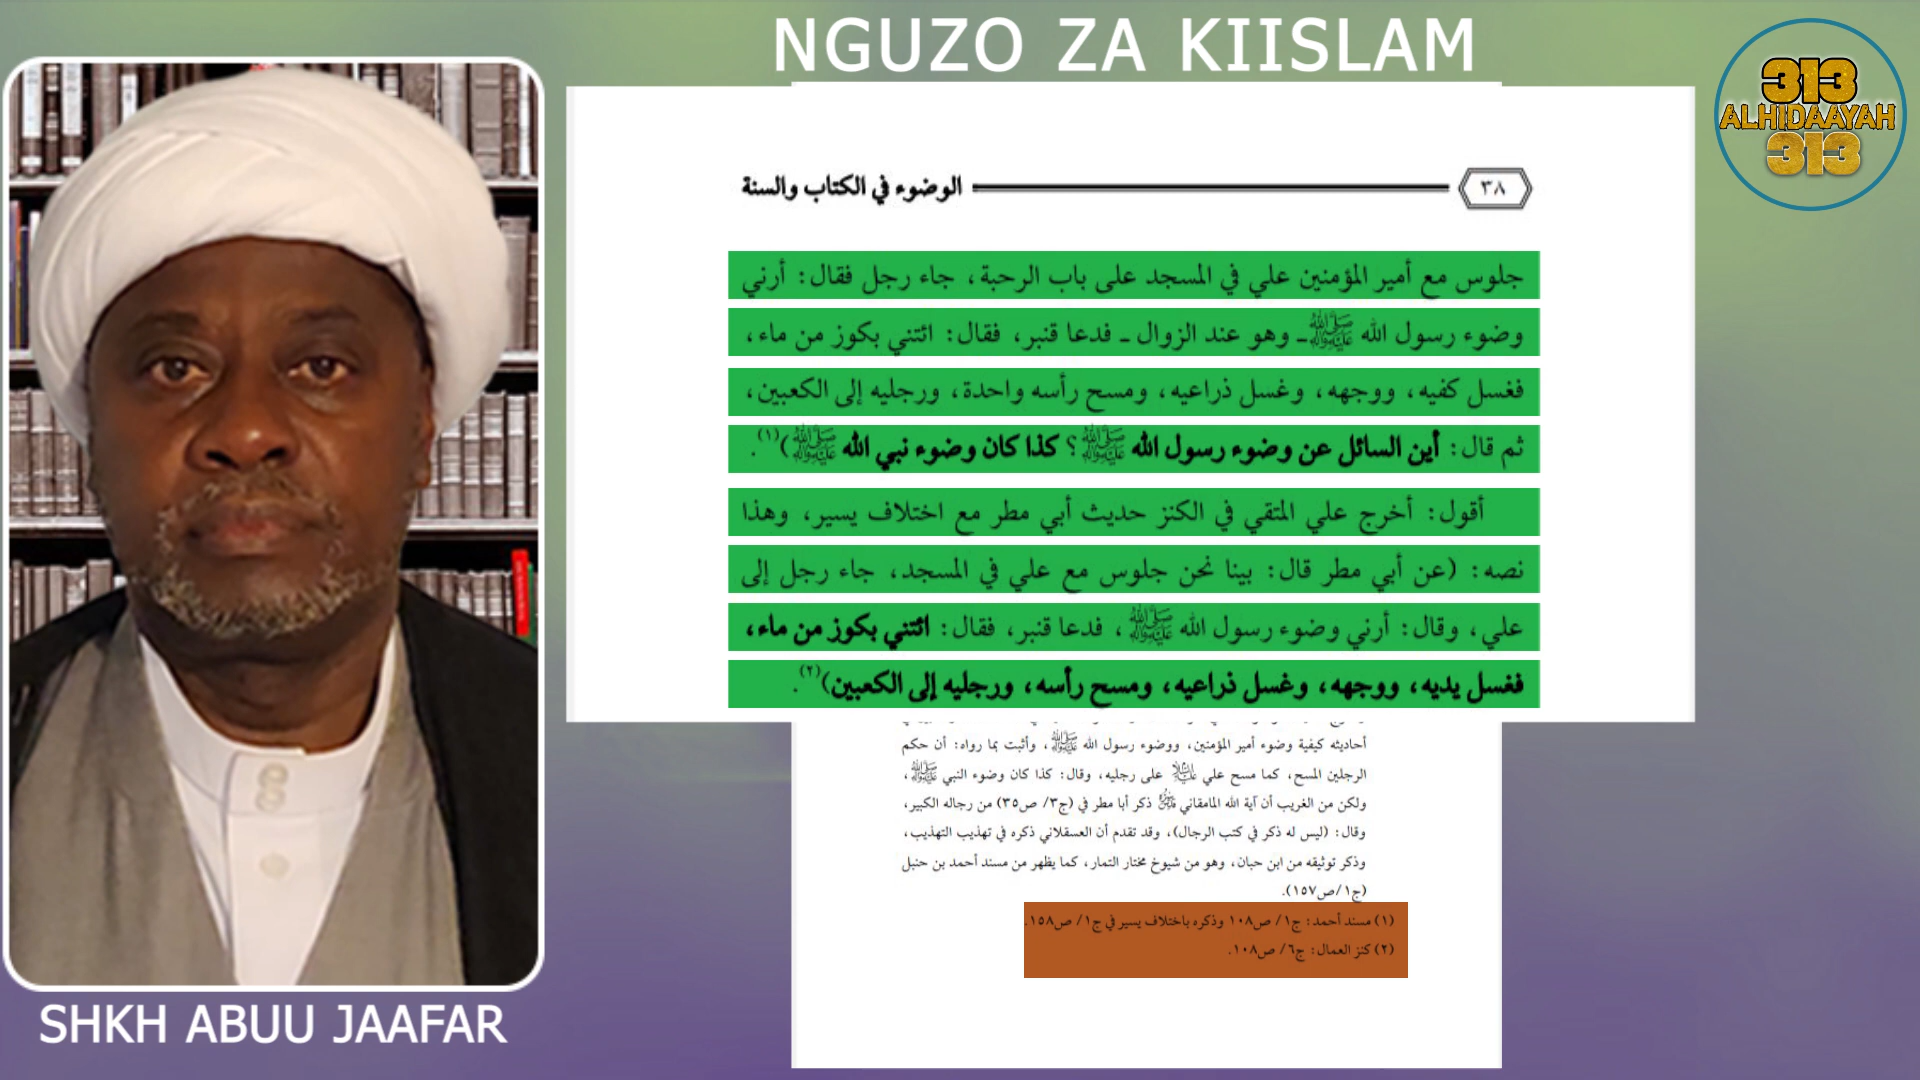 NGUZO ZA KIISLAM
313
ALHIDAAYAH
313
٣٨
الوضوء في الكتاب والسنة
جلوس مع أمير المؤمنين علي في المسجد على باب الرحبة، جاء رجل فقال: أرني
وضوء رسول الله ﷺ ـ وهو عند الزوال ـ فدعا قنبر، فقال: ائتني بكوز من ماء،
فغسل كفيه، ووجهه، وغسل ذراعيه، ومسح رأسه واحدة، ورجليه إلى الكعبين،
ثم قال: أين السائل عن وضوء رسول الله ﷺ؟ كذا كان وضوء نبي الله ﷺ)(١).
أقول: أخرج علي المتقي في الكنز حديث أبي مطر مع اختلاف يسير، وهذا
نصه: (عن أبي مطر قال: بينا نحن جلوس مع علي في المسجد، جاء رجل إلى
علي، وقال: أرني وضوء رسول الله ﷺ، فدعا قنبر، فقال: ائتني بكوز من ماء،
فغسل يديه، ووجهه، وغسل ذراعيه، ومسح رأسه، ورجليه إلى الكعبين)(٢).
أحاديثه كيفية وضوء أمير المؤمنين، ووضوء رسول الله ﷺ، وأثبت بما رواه: أن حكم
الرجلين المسح، كما مسح علي عليه السلام على رجليه، وقال: كذا كان وضوء النبي ﷺ،
ولكن من الغريب أن آية الله المامقاني ذكر أبا مطر في (ج٣/ ص٣٥) من رجاله الكبير،
وقال: (ليس له ذكر في كتب الرجال)، وقد تقدم أن العسقلاني ذكره في تهذيب التهذيب،
وذكر توثيقه من ابن حبان، وهو من شيوخ مختار التمار، كما يظهر من مسند أحمد بن حنبل
(ج١/ص١٥٧).
(١) مسند أحمد: ج١/ ص١٠٨ وذكره باختلاف يسير في ج١/ ص١٥٨.
(٢) كنز العمال: ج٦/ ص١٠٨.
SHKH ABUU JAAFAR